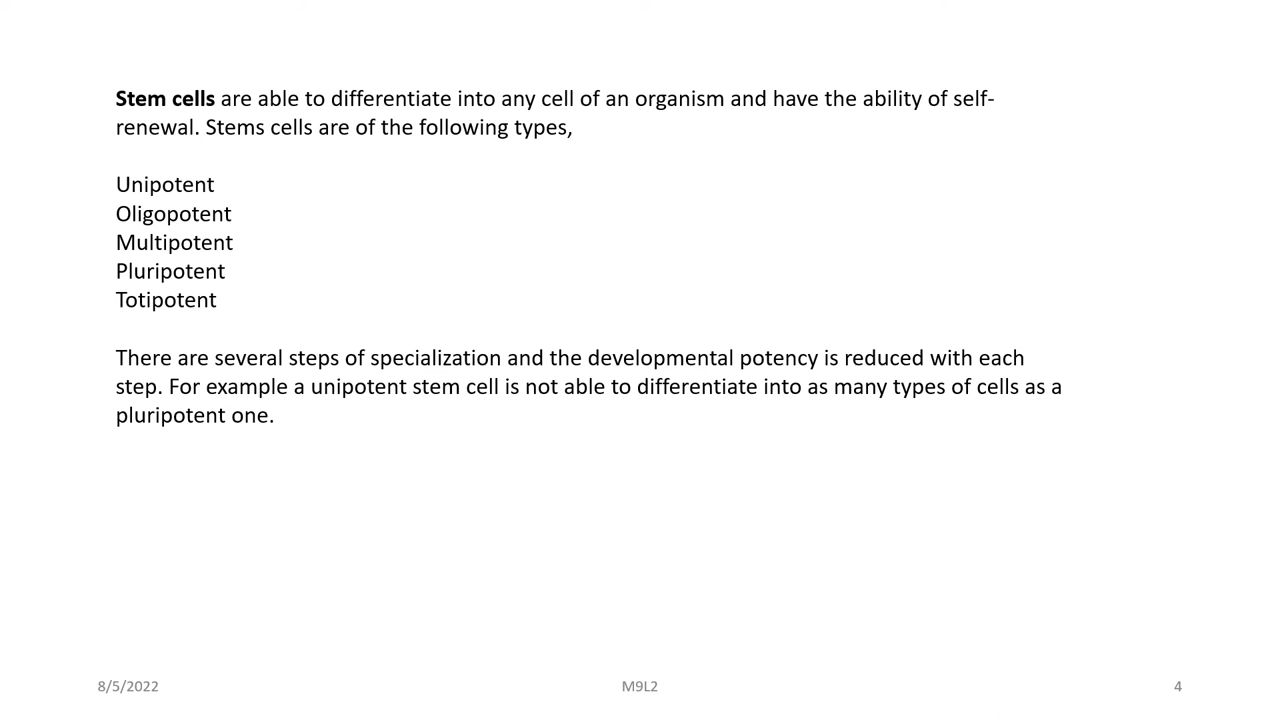 Stem cells are able to differentiate into any cell of an organism and have the ability of self-
renewal. Stems cells are of the following types,
Unipotent
Oligopotent
Multipotent
Pluripotent
Totipotent
There are several steps of specialization and the developmental potency is reduced with each
step. For example a unipotent stem cell is not able to differentiate into as many types of cells as a
pluripotent one.
8/5/2022
M9L2
4